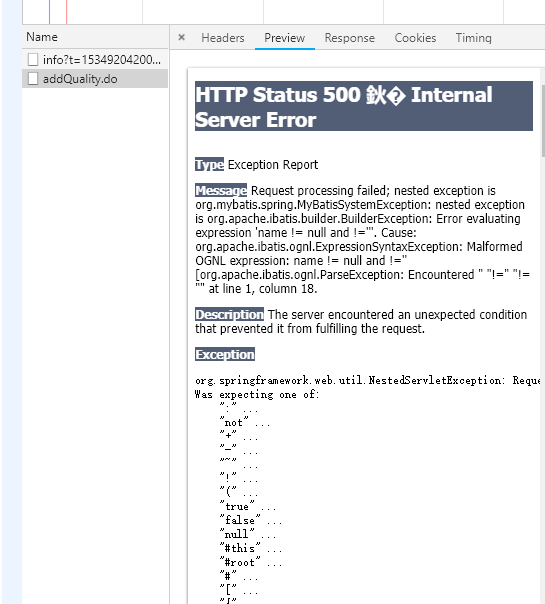 Name
× Headers Preview Response Cookies Timing
info?t=15349204200...
addQuality.do
HTTP Status 500 鈥� Internal
Server Error
Type Exception Report
Message Request processing failed; nested exception is
org.mybatis.spring.MyBatisSystemException: nested exception
is org.apache.ibatis.builder.BuilderException: Error evaluating
expression 'name != null and !=''. Cause:
org.apache.ibatis.ognl.ExpressionSyntaxException: Malformed
OGNL expression: name != null and !=''
[org.apache.ibatis.ognl.ParseException: Encountered " "!=" "!=
"" at line 1, column 18.
Description The server encountered an unexpected condition
that prevented it from fulfilling the request.
Exception
org.springframework.web.util.NestedServletException: Reque
Was expecting one of:
":" ...
"not" ...
"+" ...
"-" ...
"~" ...
"!" ...
"(" ...
"true" ...
"false" ...
"null" ...
"#this" ...
"#root" ...
"#" ...
"[" ...